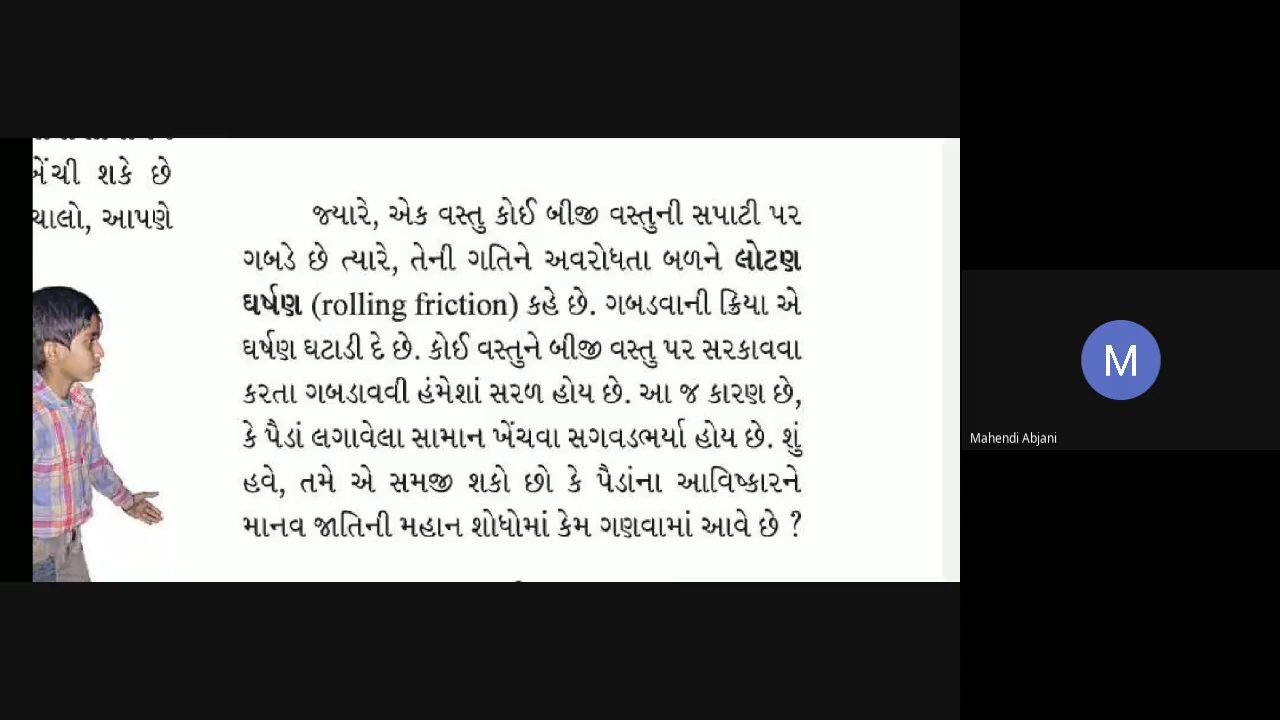 શકે છે
આપણે
જ્યારે, એક વસ્તુ કોઈ બીજી વસ્તુની સપાટી પર
ગબડે છે ત્યારે, તેની ગતિને અવરોધતા બળને લોટણ
ઘર્ષણ (rolling friction) કહે છે. ગબડવાની ક્રિયા એ
ઘર્ષણ ઘટાડી દે છે. કોઈ વસ્તુને બીજી વસ્તુ પર સરકાવવા
કરતા ગબડાવવી હંમેશાં સરળ હોય છે. આ જ કારણ છે,
કે પૈડાં લગાવેલા સામાન ખેંચવા સગવડભર્યા હોય છે. શું
હવે, તમે એ સમજી શકો છો કે પૈડાંના આવિષ્કારને
માનવ જાતિની મહાન શોધોમાં કેમ ગણવામાં આવે છે ?
M
Mahendi Abjani